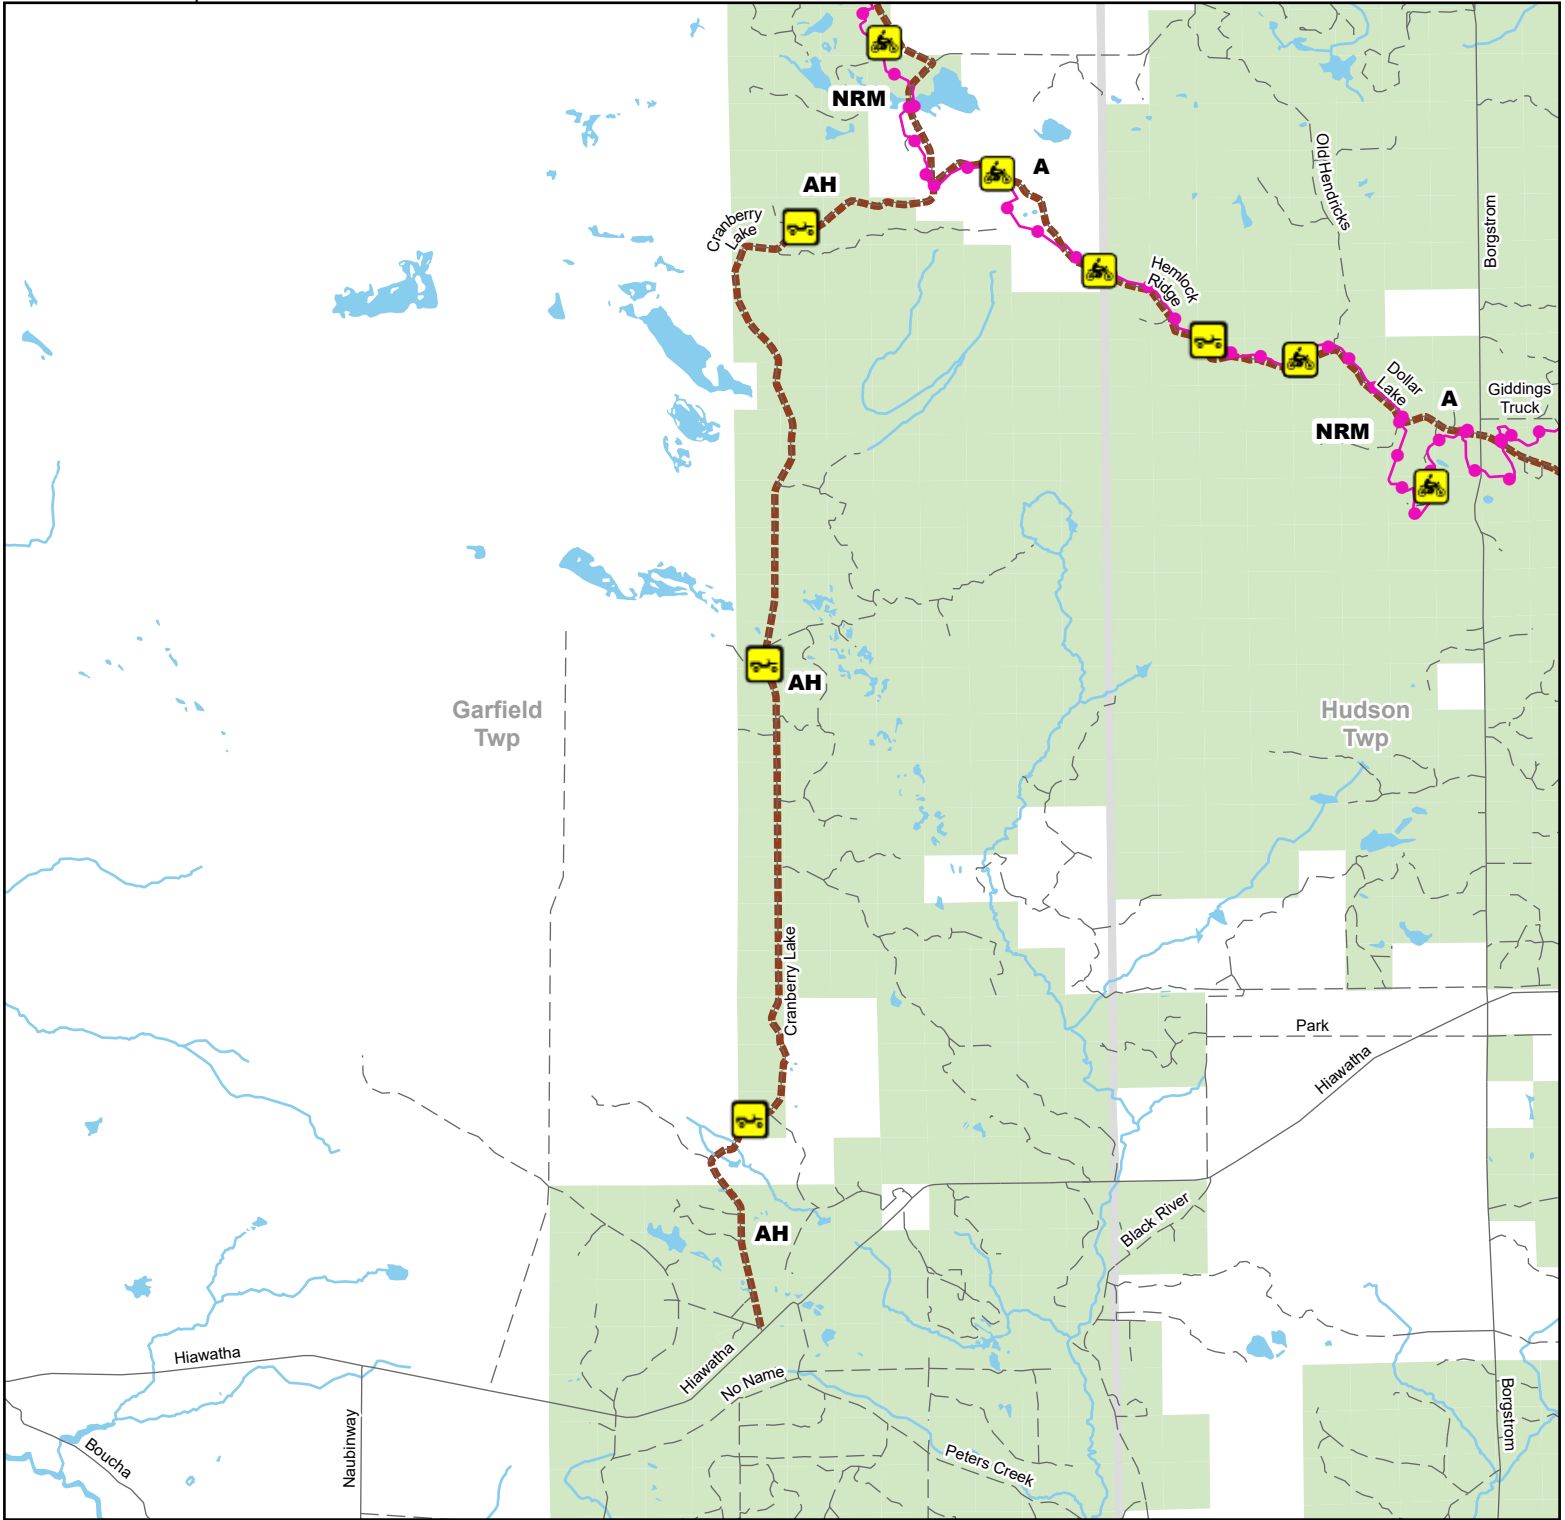 NRM
A
AH
Cranberry
Lake
Old Hendricks
Borgstrom
Hemlock
Ridge
Dollar
Lake
A
Giddings
Truck
NRM
AH
Garfield
Twp
Hudson
Twp
Cranberry Lake
Park
Hiawatha
Black River
AH
Hiawatha
Hiawatha
No Name
Borgstrom
Naubinway
Boucha
Peters Creek